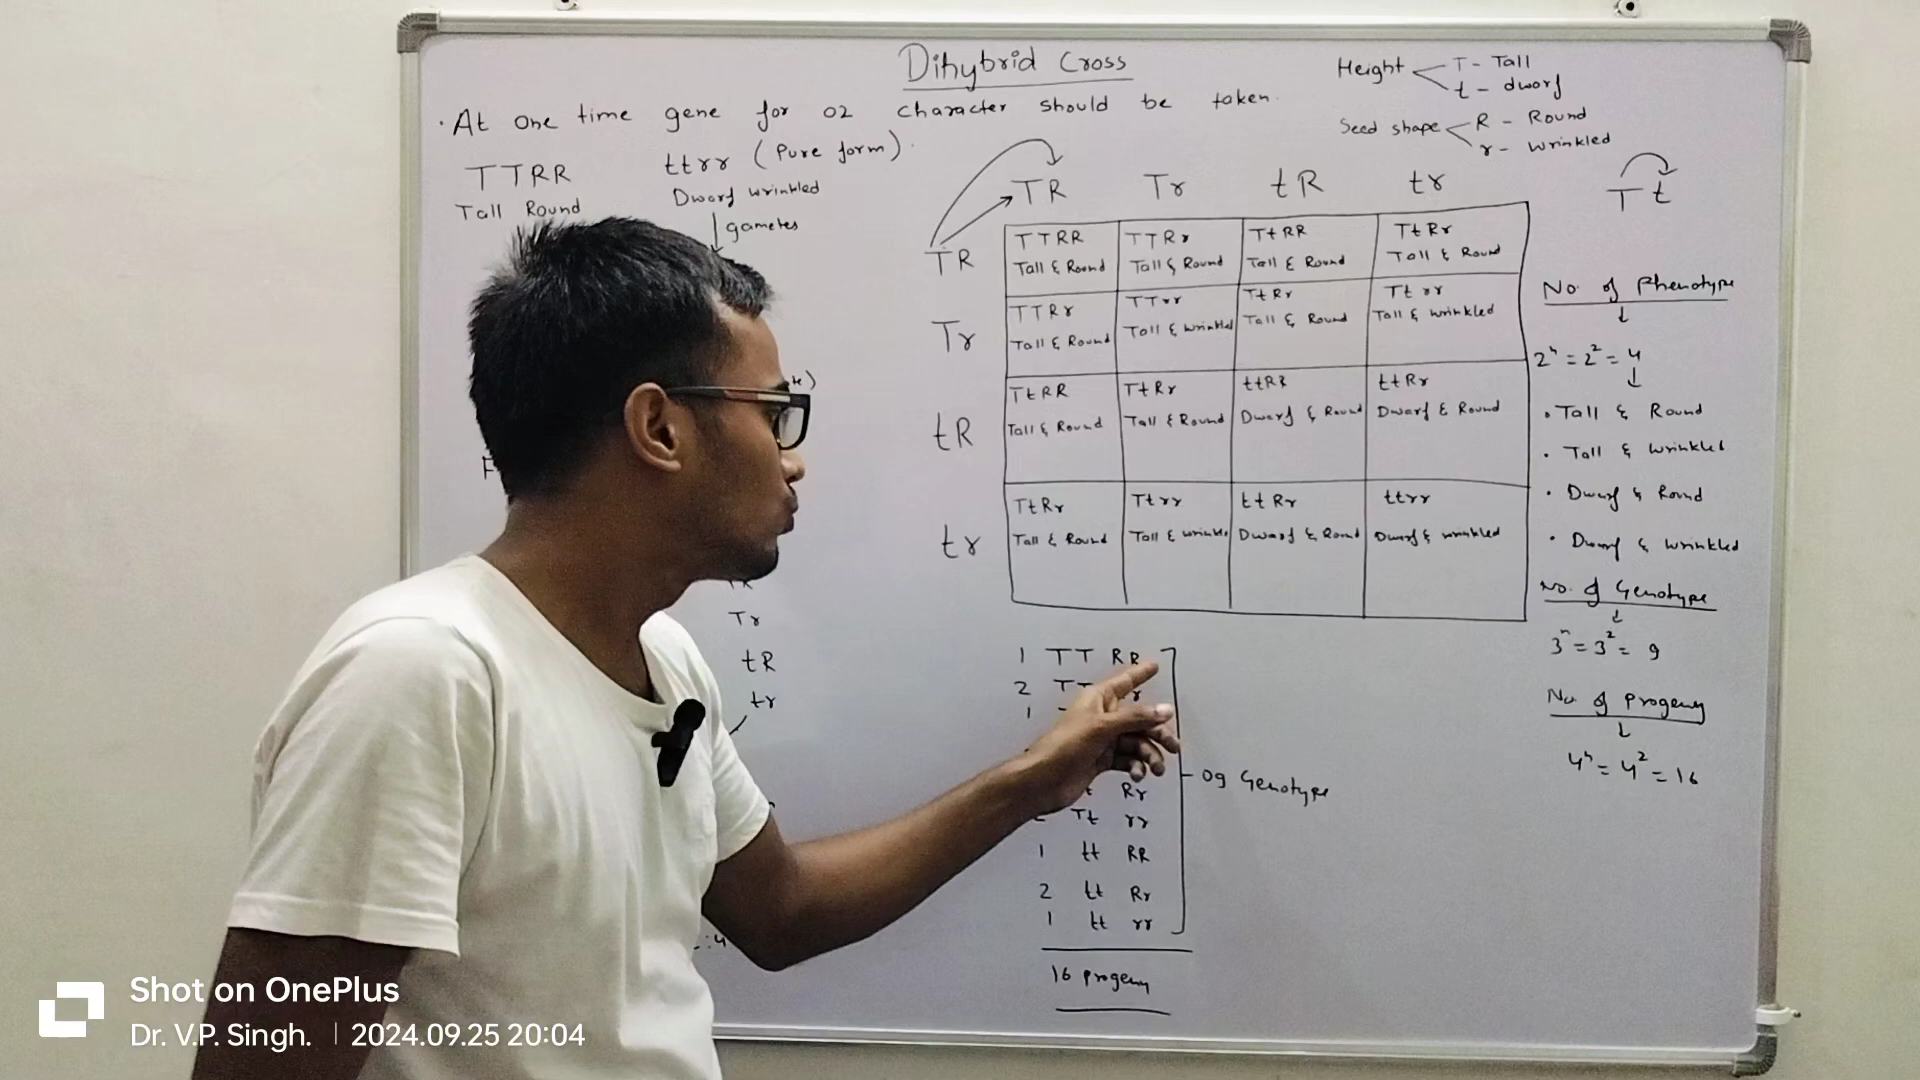 Dihybrid Cross
Height T - Tall
t - dwarf
· At one time gene for 02 character should be taken.
Seed shape R - Round
r - wrinkled
TTRR ttrr (Pure form).
Tall Round Dwarf wrinkled
gametes
TR Tr tR tr
T t
TR TTRR TTRr TtRR TtRr
Tall & Round Tall & Round Tall & Round Tall & Round
Tr TTRr TTrr TtRr Ttrr
Tall & Round Tall & wrinkled Tall & Round Tall & wrinkled
tR TtRR TtRr ttRR ttRr
Tall & Round Tall & Round Dwarf & Round Dwarf & Round
tr TtRr Ttrr ttRr ttrr
Tall & Round Tall & wrinkle Dwarf & Round Dwarf & wrinkled
No. of Phenotype
2ⁿ = 2² = 4
· Tall & Round
· Tall & wrinkled
· Dwarf & Round
· Dwarf & wrinkled
No. of Genotype
3ⁿ = 3² = 9
No. of Progeny
4ⁿ = 4² = 16
F
Tr
tR
tr
1 TT RR
2
1
Rr
Tt rr
1 tt RR
2 tt Rr
1 tt rr
09 Genotype
16 Progeny
Shot on OnePlus
Dr. V.P. Singh. | 2024.09.25 20:04